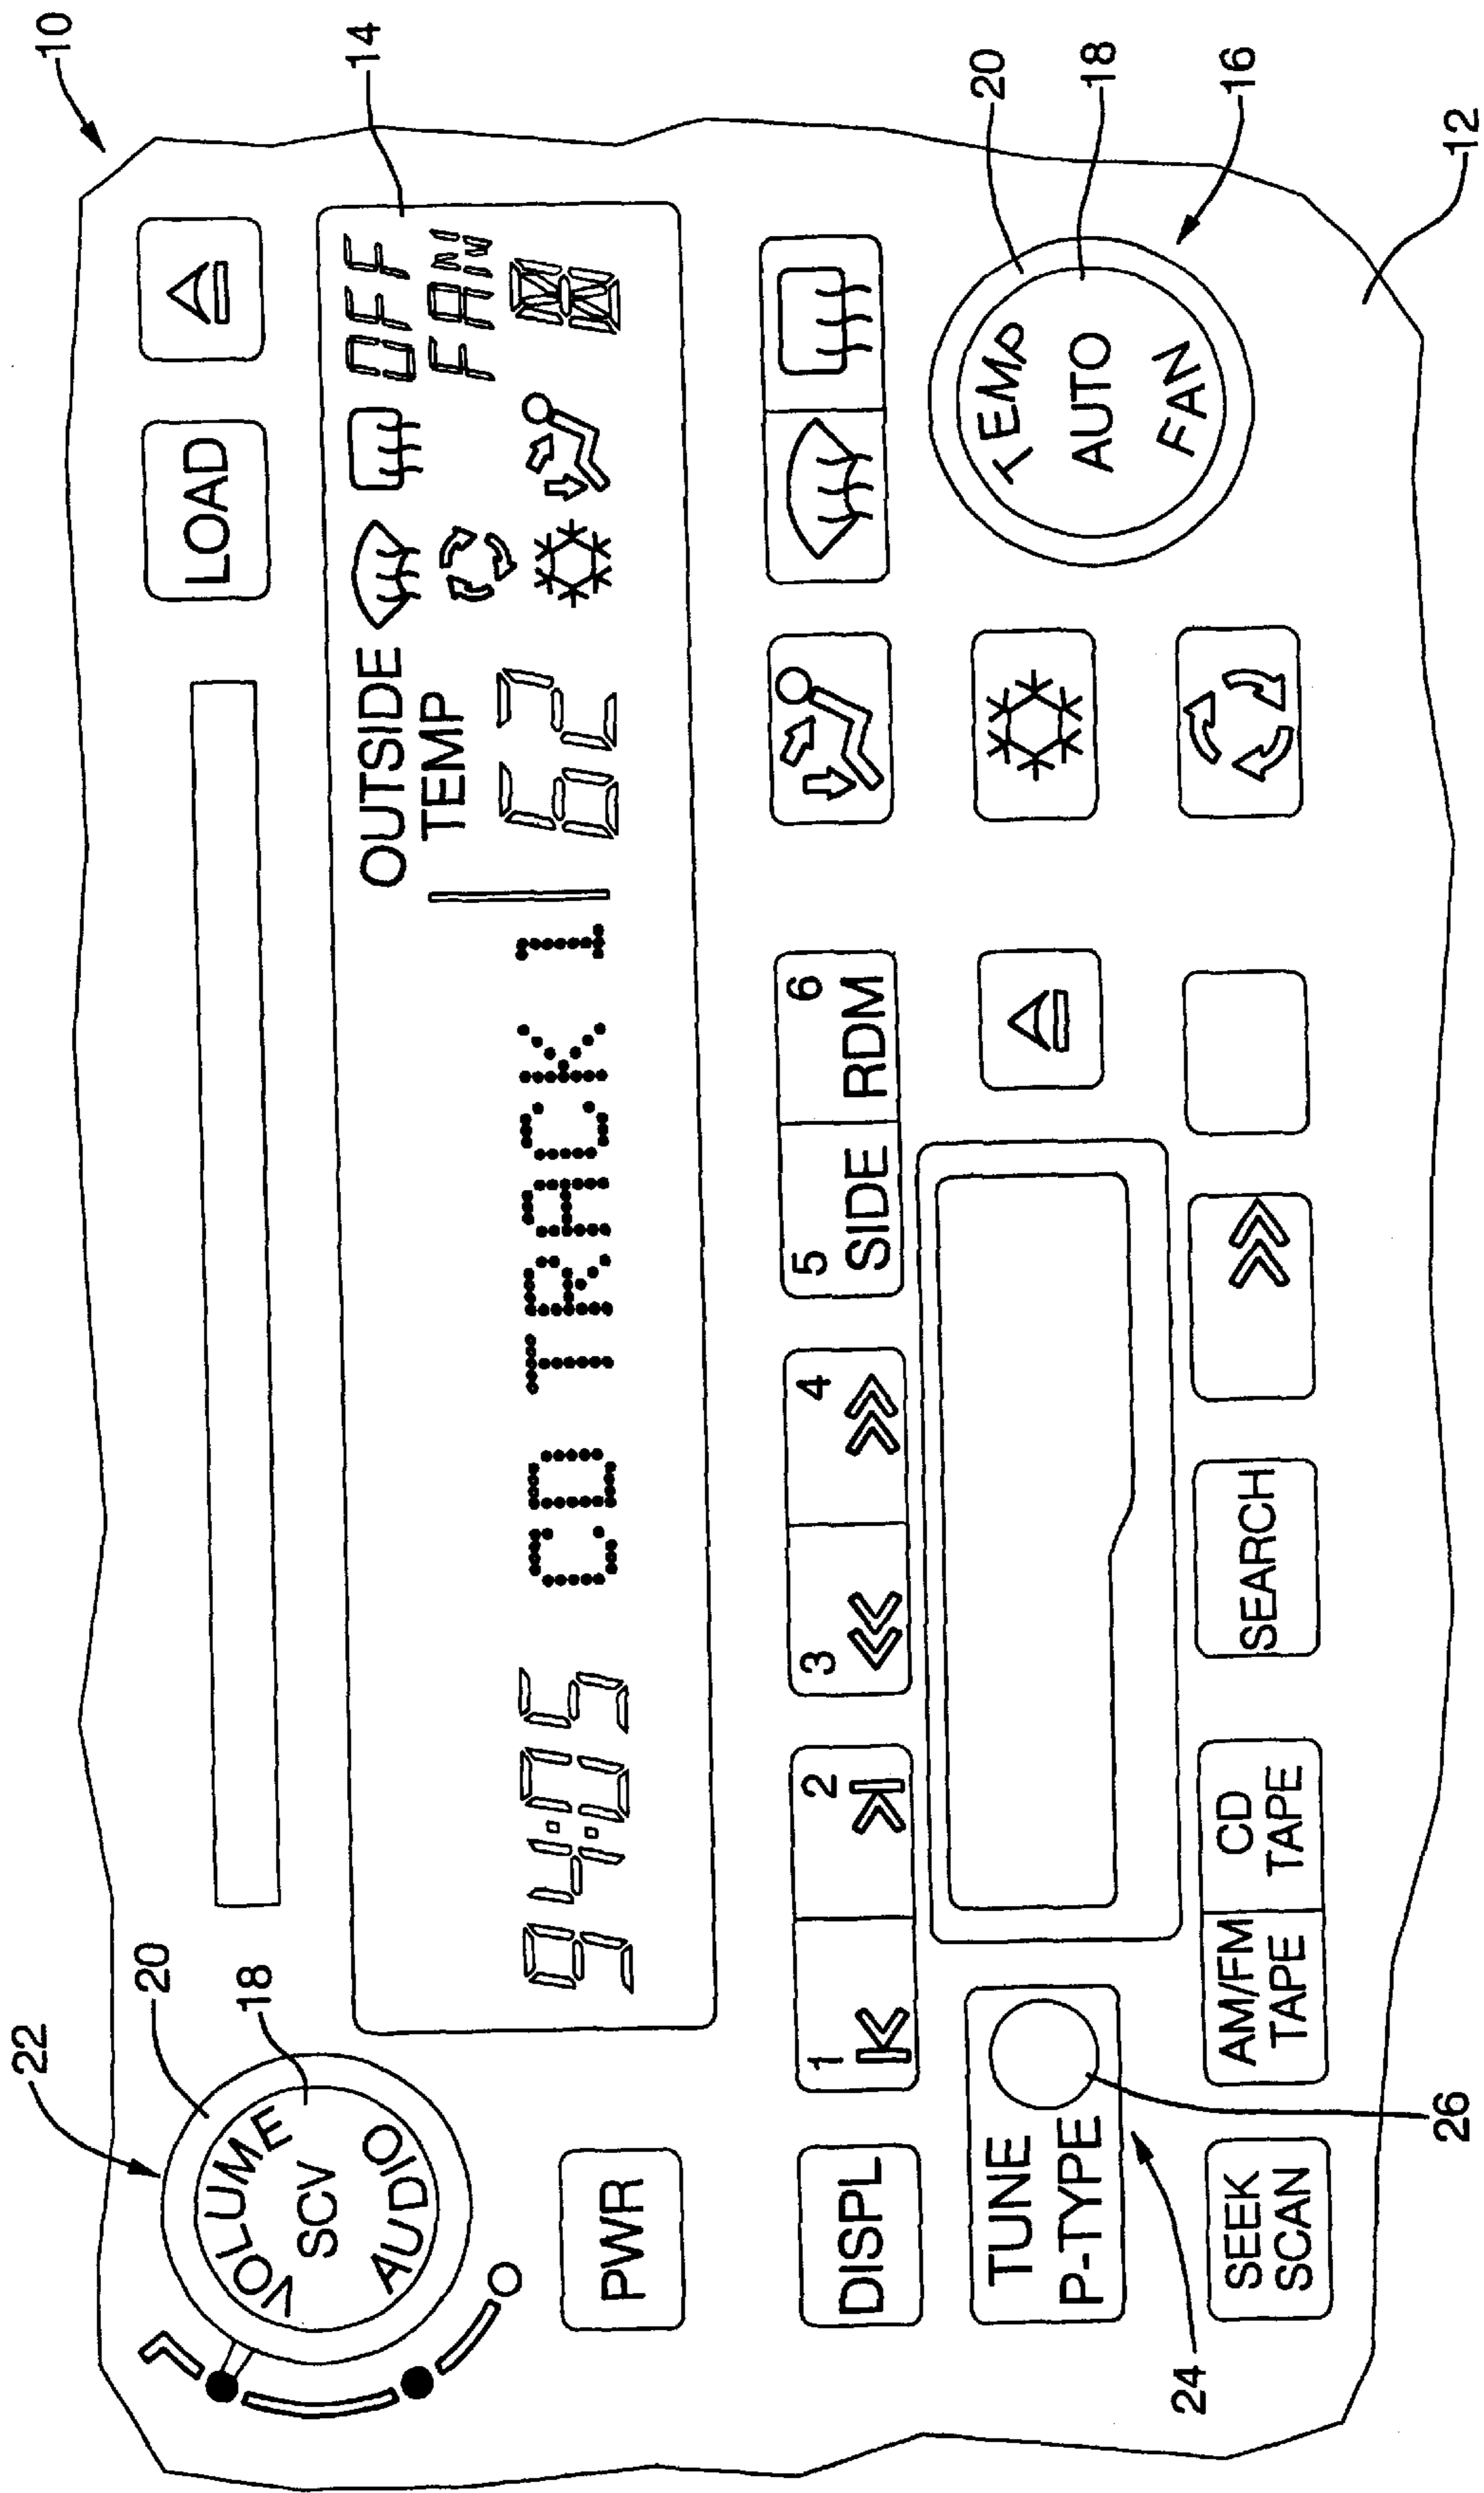 10
22
20
18
14
VOLUME
SCV
AUDIO
LOAD
OUTSIDE
TEMP
OFF
FAN
CD TRACK 1
62
PWR
DISPL
1 2
3 4
5 6
SIDE RDM
TUNE
P-TYPE
20
18
16
TEMP
AUTO
FAN
SEEK
SCAN
AM/FM
TAPE
CD
TAPE
SEARCH
24
26
12